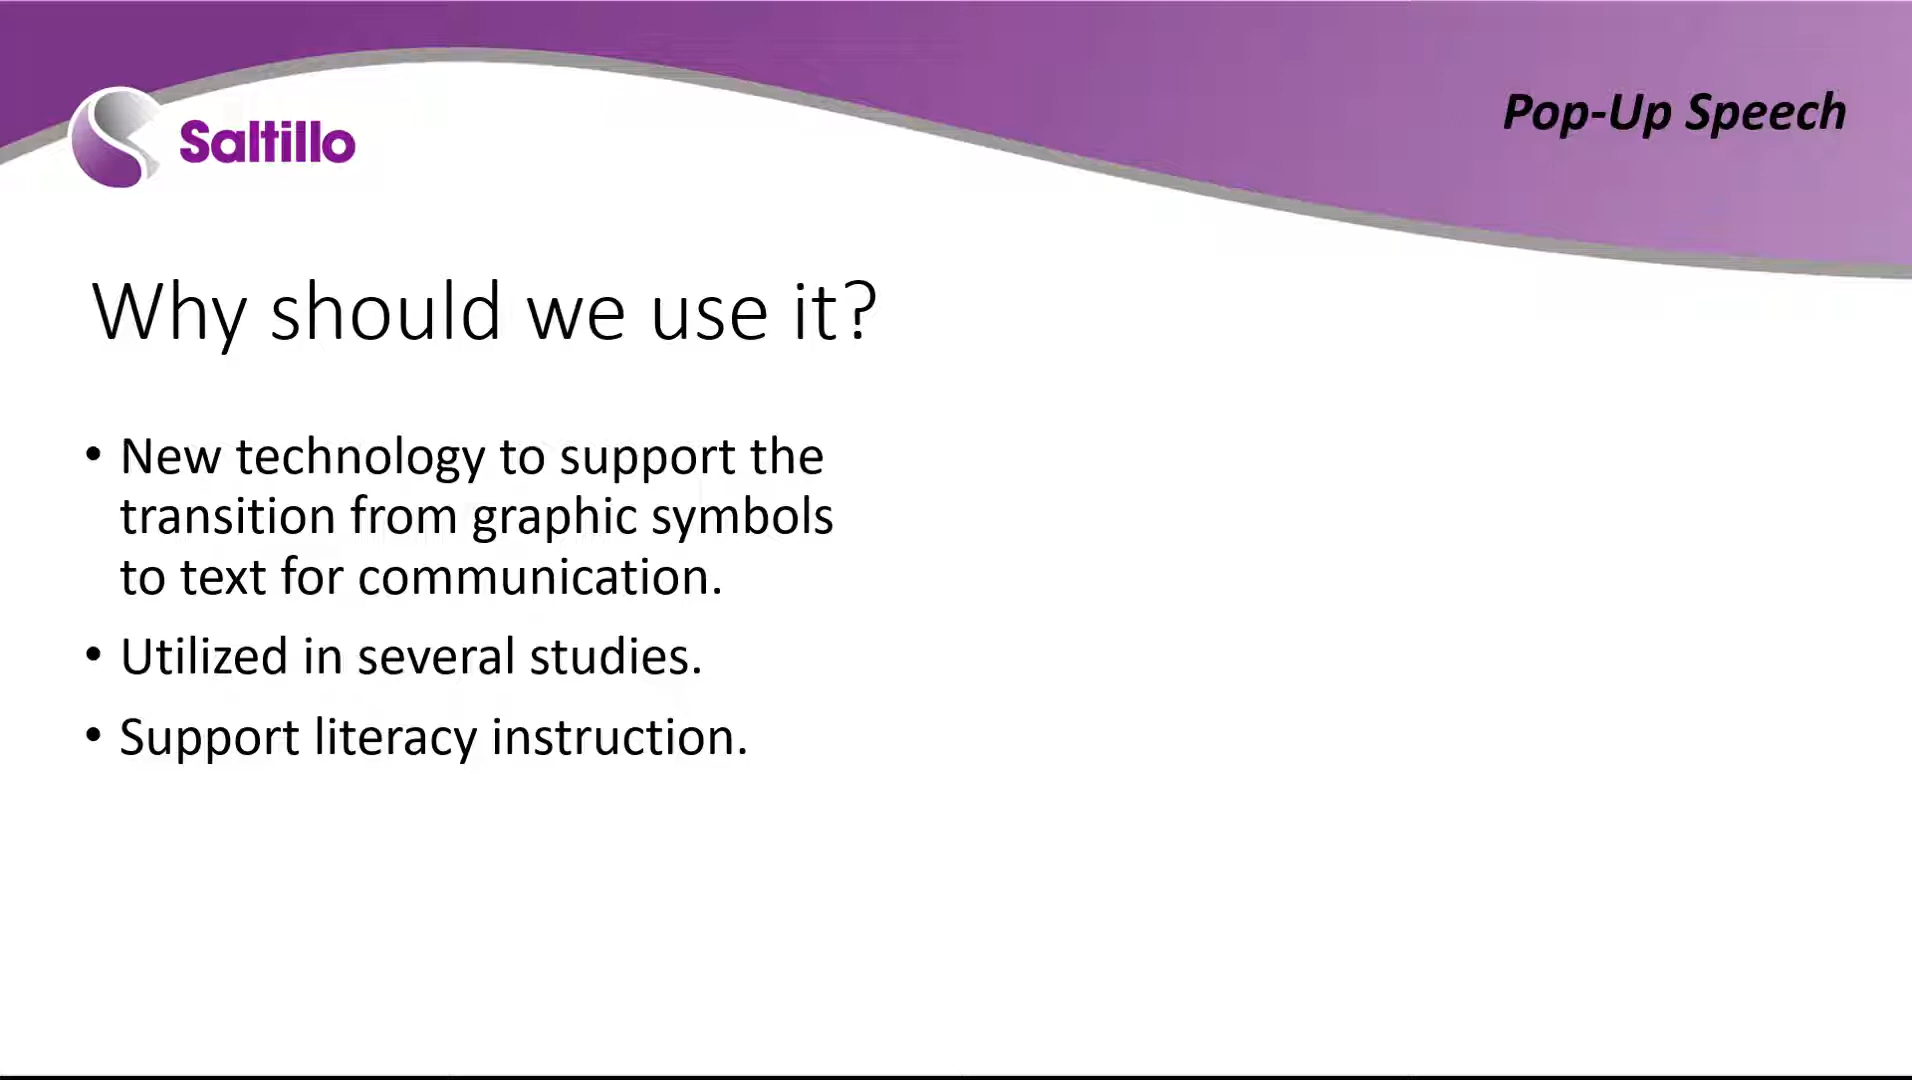 Pop-Up Speech
Saltillo
Why should we use it?
• New technology to support the
transition from graphic symbols
to text for communication.
• Utilized in several studies.
• Support literacy instruction.